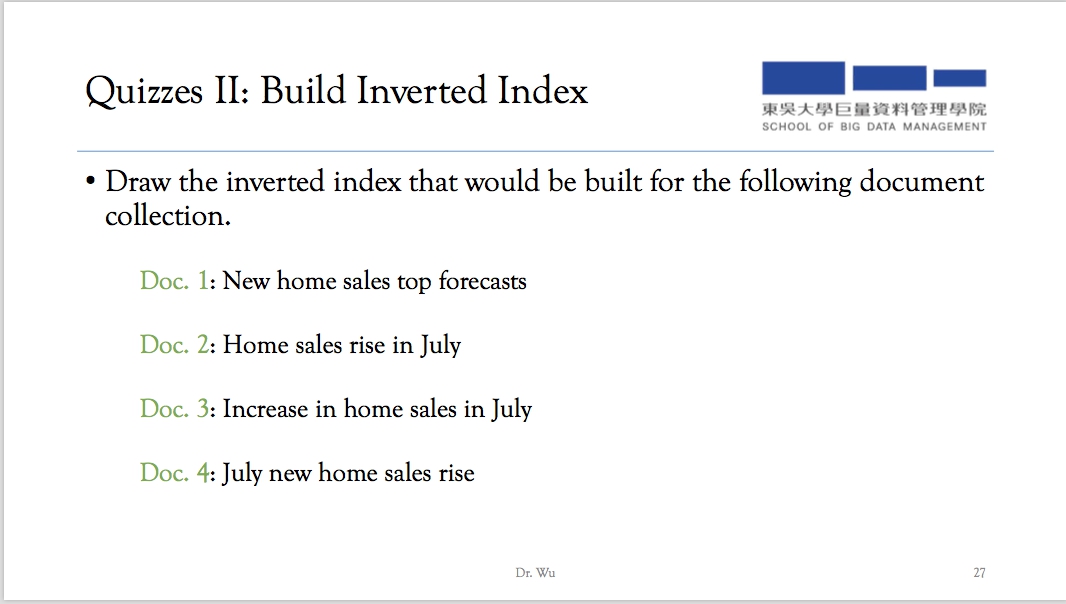 Quizzes II: Build Inverted Index
東吳大學巨量資料管理學院
SCHOOL OF BIG DATA MANAGEMENT
• Draw the inverted index that would be built for the following document
collection.
Doc. 1: New home sales top forecasts
Doc. 2: Home sales rise in July
Doc. 3: Increase in home sales in July
Doc. 4: July new home sales rise
Dr. Wu
27